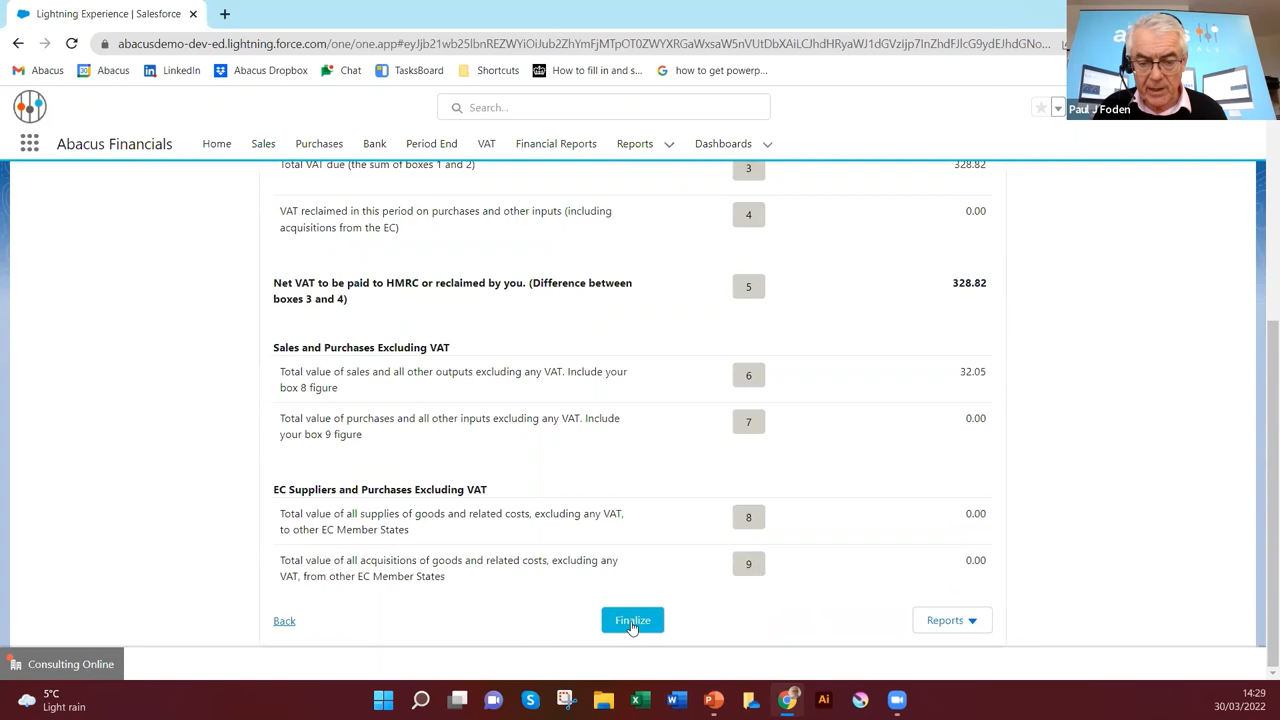 Lightning Experience | Salesforce
abacusdemo-dev-ed.lightning.force.com/one/one.app#
Abacus
Abacus
LinkedIn
Abacus Dropbox
Chat
TasksBoard
Shortcuts
How to fill in and s...
how to get powerp...
Search...
Paul J Foden
Abacus Financials
Home
Sales
Purchases
Bank
Period End
VAT
Financial Reports
Reports
Dashboards
Total VAT due (the sum of boxes 1 and 2)
3
328.82
VAT reclaimed in this period on purchases and other inputs (including
acquisitions from the EC)
4
0.00
Net VAT to be paid to HMRC or reclaimed by you. (Difference between
boxes 3 and 4)
5
328.82
Sales and Purchases Excluding VAT
Total value of sales and all other outputs excluding any VAT. Include your
box 8 figure
6
32.05
Total value of purchases and all other inputs excluding any VAT. Include
your box 9 figure
7
0.00
EC Suppliers and Purchases Excluding VAT
Total value of all supplies of goods and related costs, excluding any VAT,
to other EC Member States
8
0.00
Total value of all acquisitions of goods and related costs, excluding any
VAT, from other EC Member States
9
0.00
Back
Finalize
Reports
Consulting Online
5°C
Light rain
14:29
30/03/2022